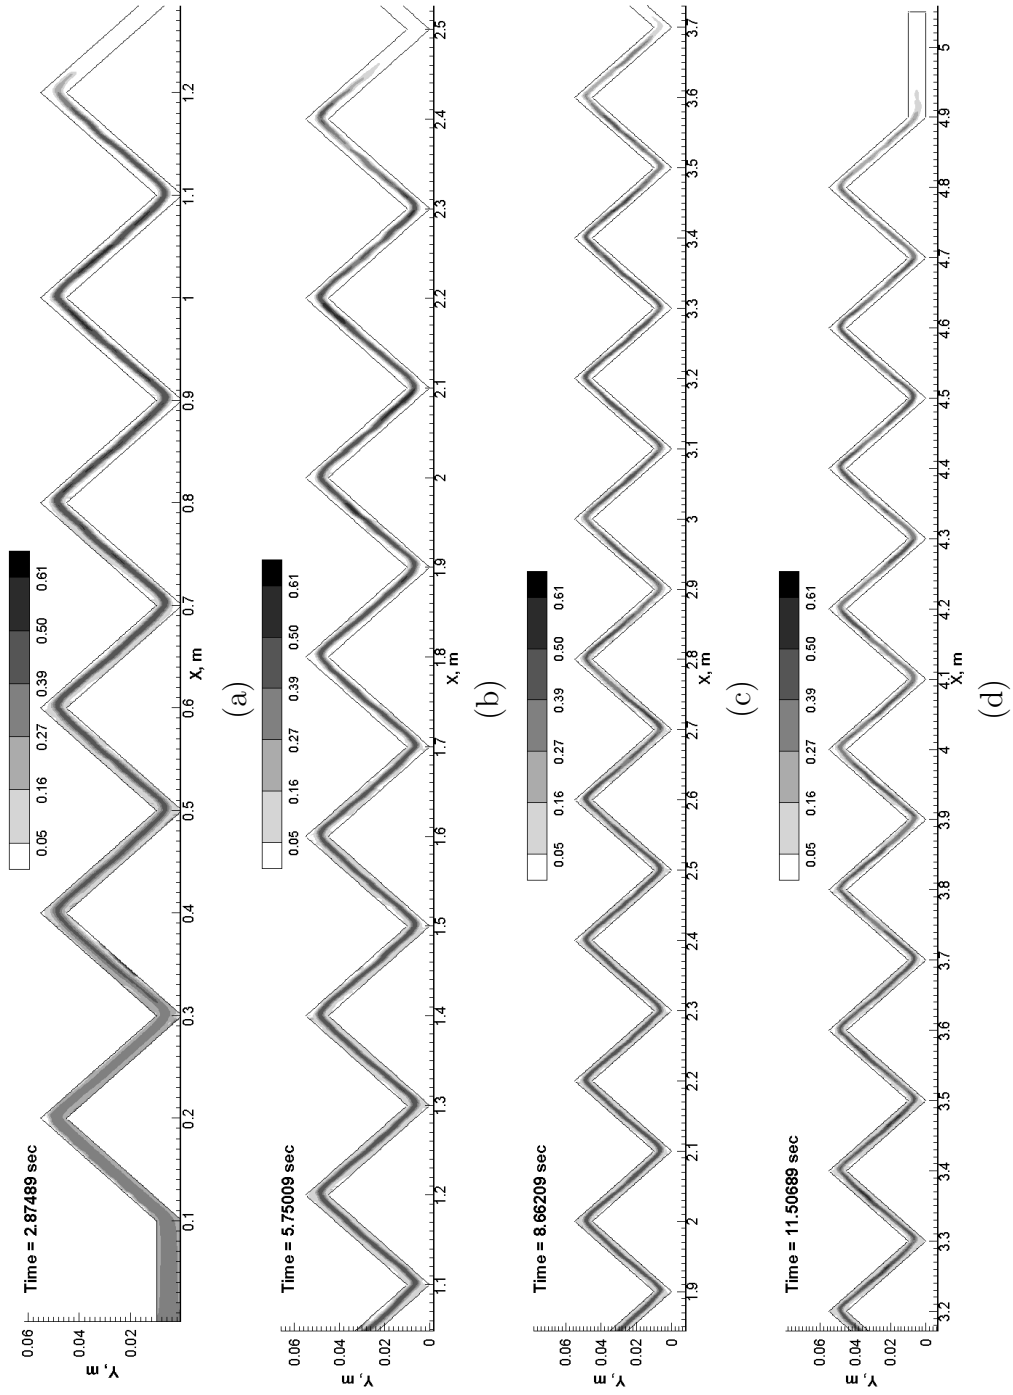 Time = 2.87489 sec
0.05 0.16 0.27 0.39 0.50 0.61
Y, m
0.06
0.04
0.02
0.1 0.2 0.3 0.4 0.5 0.6 0.7 0.8 0.9 1 1.1 1.2
X, m
(a)
Time = 5.75009 sec
0.05 0.16 0.27 0.39 0.50 0.61
Y, m
0.06
0.04
0.02
0
1.1 1.2 1.3 1.4 1.5 1.6 1.7 1.8 1.9 2 2.1 2.2 2.3 2.4 2.5
X, m
(b)
Time = 8.66209 sec
0.05 0.16 0.27 0.39 0.50 0.61
Y, m
0.06
0.04
0.02
0
1.9 2 2.1 2.2 2.3 2.4 2.5 2.6 2.7 2.8 2.9 3 3.1 3.2 3.3 3.4 3.5 3.6 3.7
X, m
(c)
Time = 11.50689 sec
0.05 0.16 0.27 0.39 0.50 0.61
Y, m
0.06
0.04
0.02
0
3.2 3.3 3.4 3.5 3.6 3.7 3.8 3.9 4 4.1 4.2 4.3 4.4 4.5 4.6 4.7 4.8 4.9 5
X, m
(d)